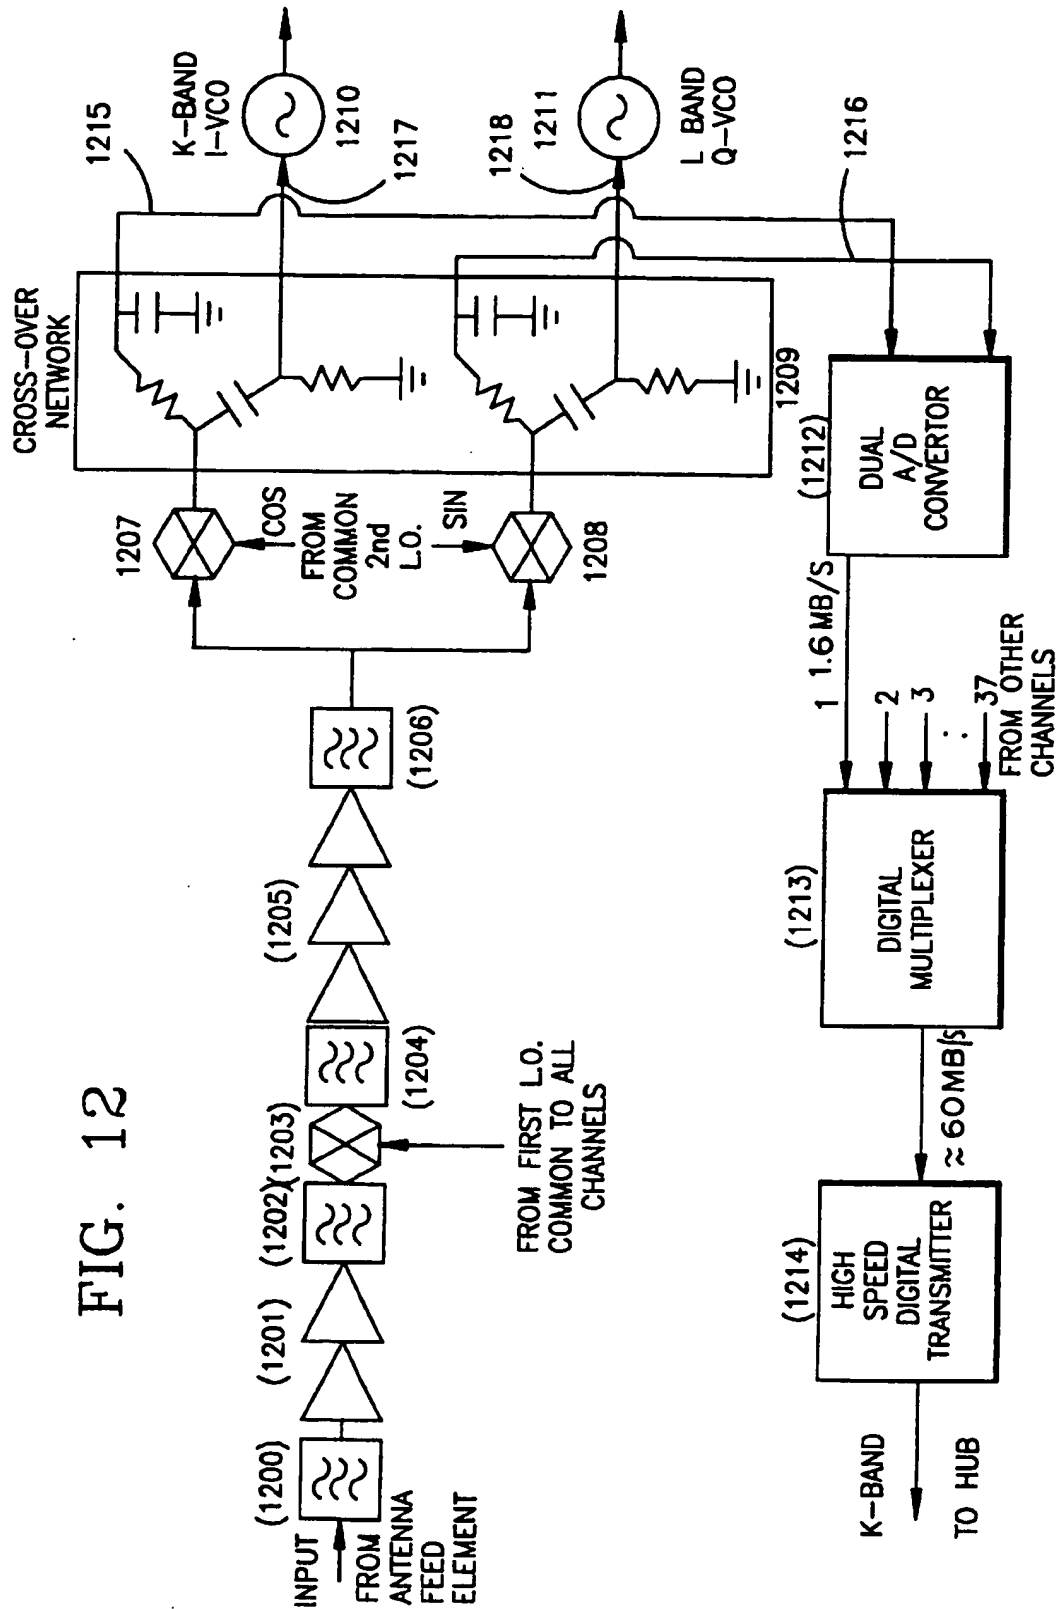 FIG. 12
INPUT
FROM
ANTENNA
FEED
ELEMENT
(1200)
(1201)
(1202)
(1203)
FROM FIRST L.O.
COMMON TO ALL
CHANNELS
(1204)
(1205)
(1206)
1207
COS
FROM
COMMON
2nd
L.O.
SIN
1208
CROSS-OVER
NETWORK
1209
1215
K-BAND
I-VCO
1210
1217
1218
1211
L BAND
Q-VCO
1216
(1212)
DUAL
A/D
CONVERTOR
1 1.6 MB/S
2
3
:
37
FROM OTHER
CHANNELS
(1213)
DIGITAL
MULTIPLEXER
≈ 60MB/S
(1214)
HIGH
SPEED
DIGITAL
TRANSMITTER
K-BAND
TO HUB